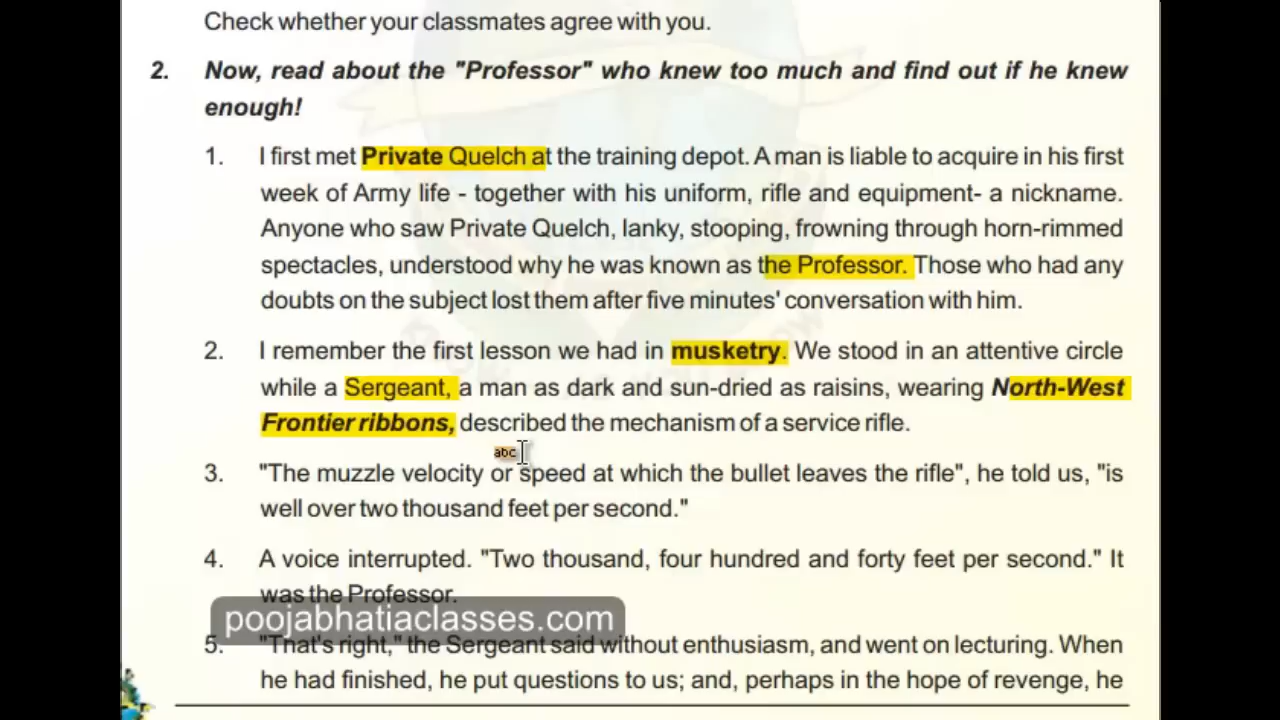 Check whether your classmates agree with you.
2. Now, read about the "Professor" who knew too much and find out if he knew
enough!
1. I first met Private Quelch at the training depot. A man is liable to acquire in his first
week of Army life - together with his uniform, rifle and equipment- a nickname.
Anyone who saw Private Quelch, lanky, stooping, frowning through horn-rimmed
spectacles, understood why he was known as the Professor. Those who had any
doubts on the subject lost them after five minutes' conversation with him.
2. I remember the first lesson we had in musketry. We stood in an attentive circle
while a Sergeant, a man as dark and sun-dried as raisins, wearing North-West
Frontier ribbons, described the mechanism of a service rifle.
abc
3. "The muzzle velocity or speed at which the bullet leaves the rifle", he told us, "is
well over two thousand feet per second."
4. A voice interrupted. "Two thousand, four hundred and forty feet per second." It
was the Professor.
poojabhatiaclasses.com
5. "That's right," the Sergeant said without enthusiasm, and went on lecturing. When
he had finished, he put questions to us; and, perhaps in the hope of revenge, he